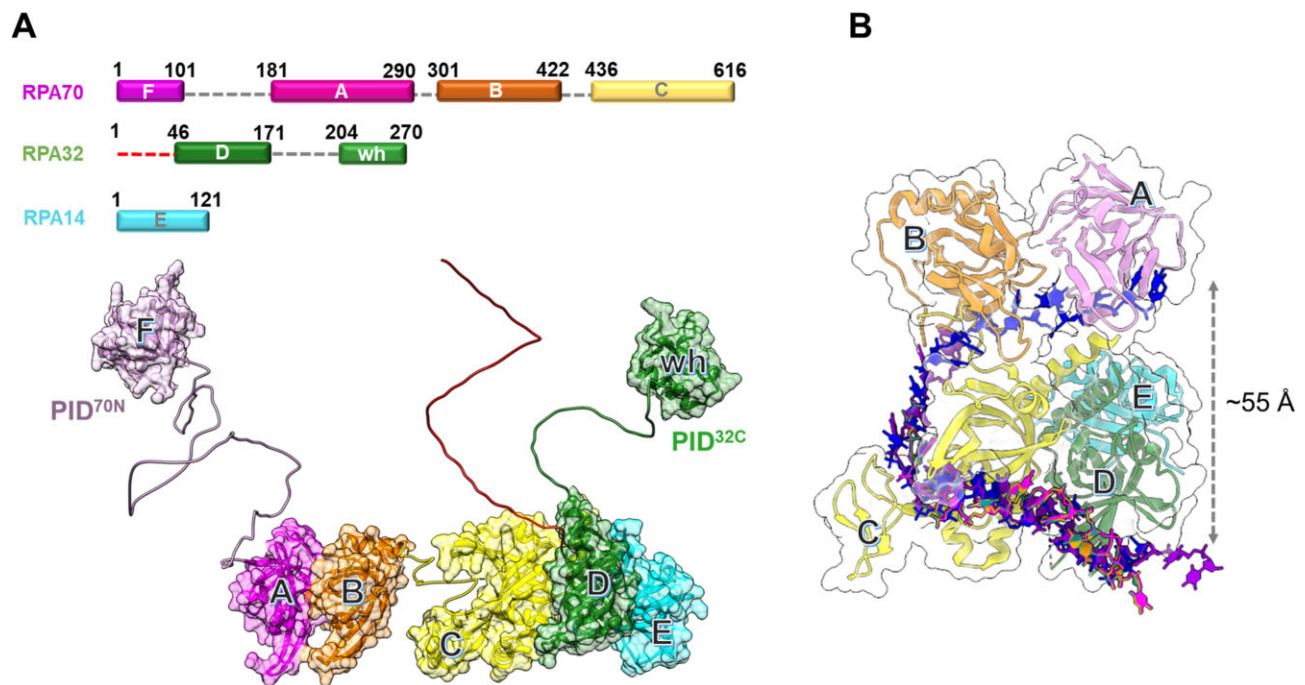 A
B
1 101 181 290 301 422 436 616
RPA70 F A B C
1 46 171 204 270
RPA32 D wh
1 121
RPA14 E
F
PID70N
wh
PID32C
A B C D E
B A
E
~55 Å
D
C